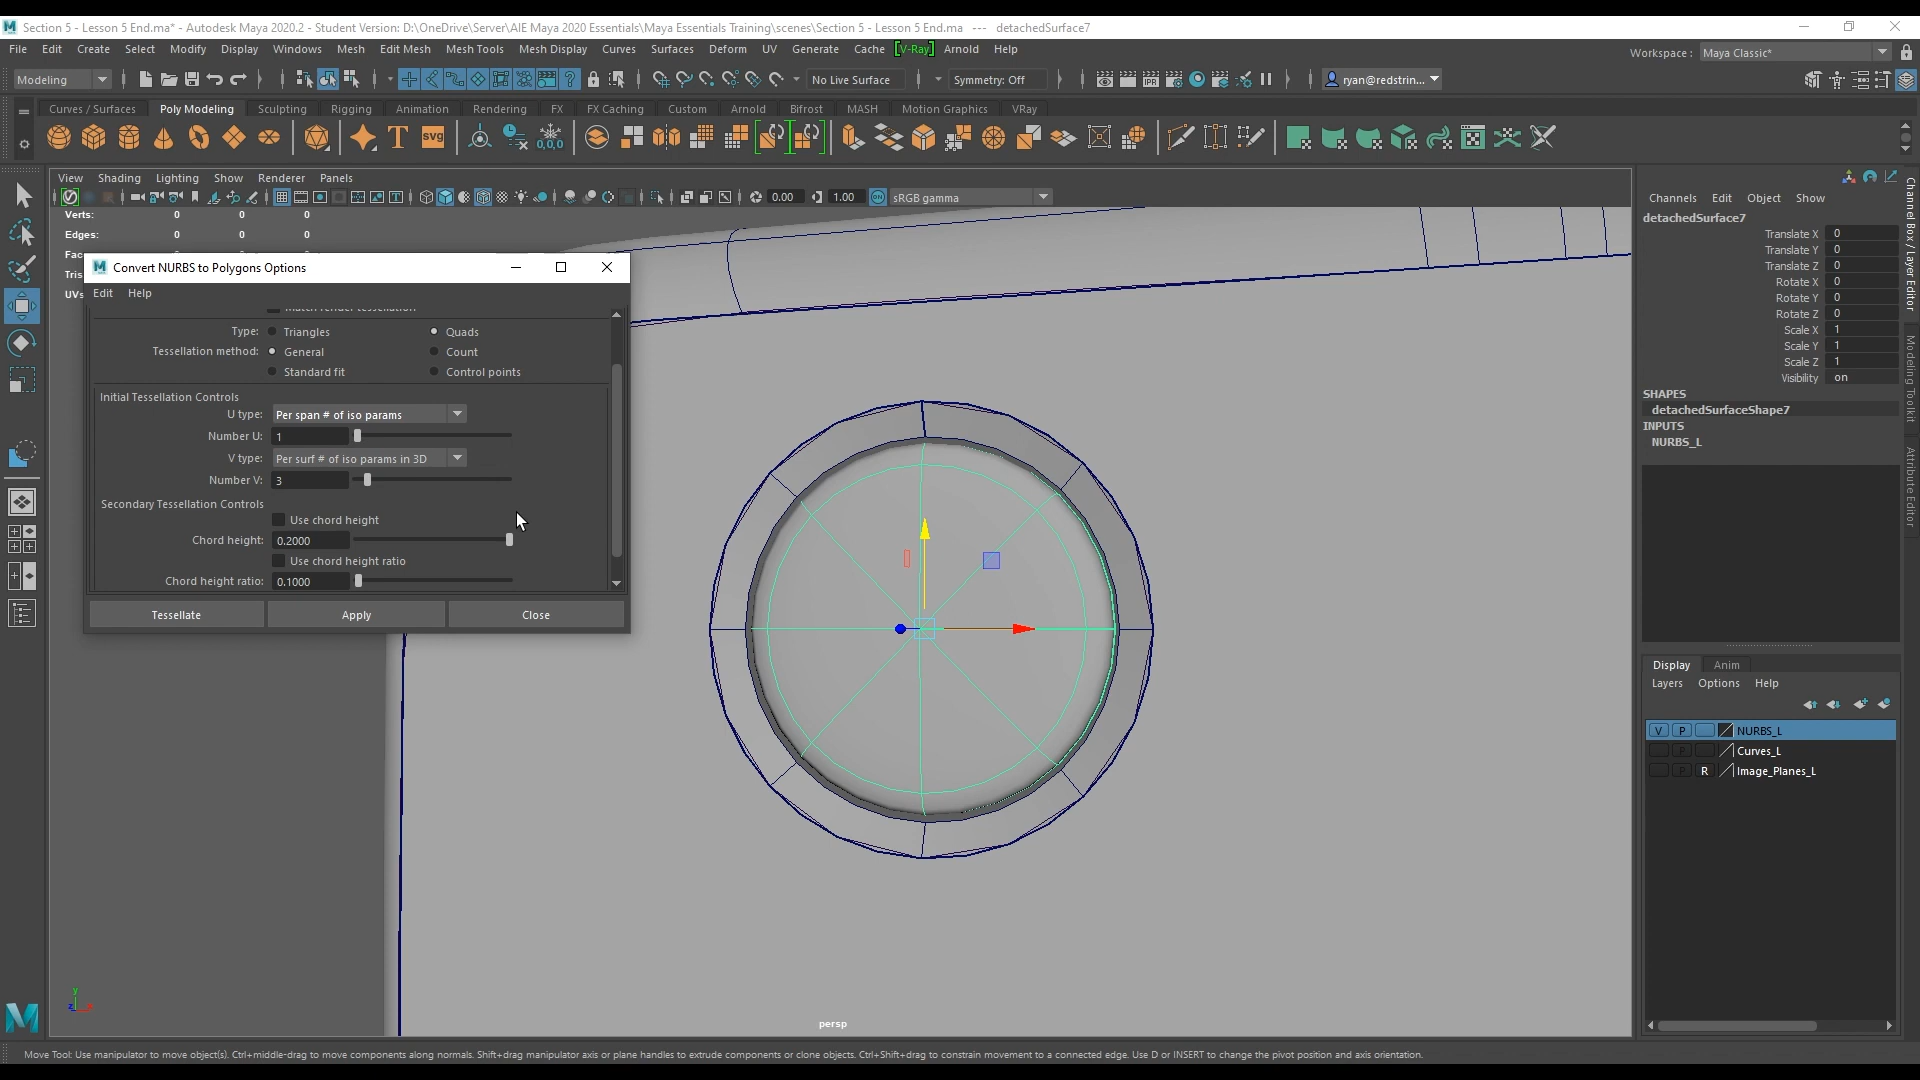 Section 5 - Lesson 5 End.ma* - Autodesk Maya 2020.2 - Student Version: D:\OneDrive\Server\AIE Maya 2020 Essentials\Maya Essentials Training\scenes\Section 5 - Lesson 5 End.ma --- detachedSurface7
File Edit Create Select Modify Display Windows Mesh Edit Mesh Mesh Tools Mesh Display Curves Surfaces Deform UV Generate Cache [V-Ray] Arnold Help
Workspace : Maya Classic*
Modeling
No Live Surface
Symmetry: Off
ryan@redstrin...
Curves / Surfaces Poly Modeling Sculpting Rigging Animation Rendering FX FX Caching Custom Arnold Bifrost MASH Motion Graphics XGen VRay
View Shading Lighting Show Renderer Panels
0.00 1.00 sRGB gamma
Verts: 0 0 0
Edges: 0 0 0
Fac
Tris
UVs
Convert NURBS to Polygons Options
Edit Help
Type: Triangles Quads
Tessellation method: General Count
Standard fit Control points
Initial Tessellation Controls
U type: Per span # of iso params
Number U: 1
V type: Per surf # of iso params in 3D
Number V: 3
Secondary Tessellation Controls
Use chord height
Chord height: 0.2000
Use chord height ratio
Chord height ratio: 0.1000
Tessellate Apply Close
persp
Channels Edit Object Show
detachedSurface7
Translate X 0
Translate Y 0
Translate Z 0
Rotate X 0
Rotate Y 0
Rotate Z 0
Scale X 1
Scale Y 1
Scale Z 1
Visibility on
SHAPES
detachedSurfaceShape7
INPUTS
NURBS_L
Channel Box / Layer Editor
Modeling Toolkit
Attribute Editor
Display Anim
Layers Options Help
V P NURBS_L
P Curves_L
P R Image_Planes_L
Move Tool: Use manipulator to move object(s). Ctrl+middle-drag to move components along normals. Shift+drag manipulator axis or plane handles to extrude components or clone objects. Ctrl+Shift+drag to constrain movement to a connected edge. Use D or INSERT to change the pivot position and axis orientation.